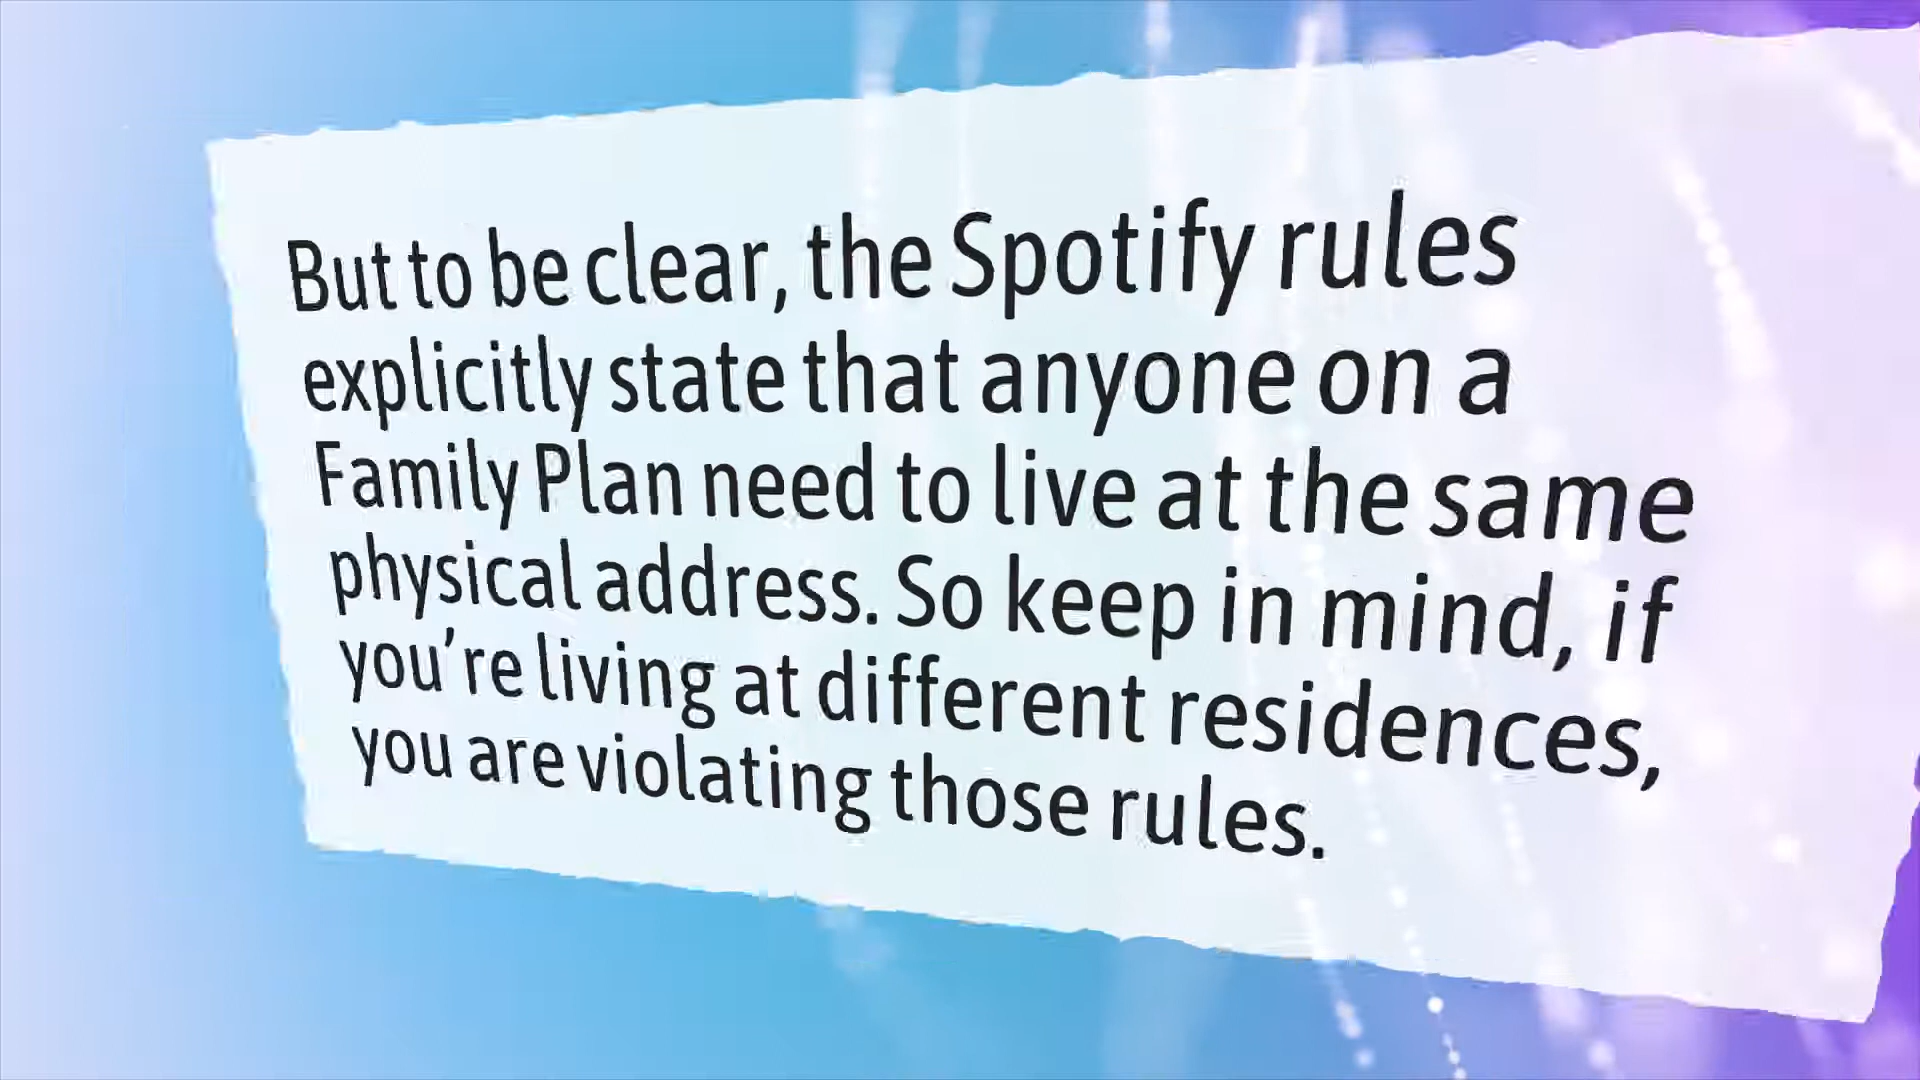 But to be clear, the Spotify rules
explicitly state that anyone on a
Family Plan need to live at the same
physical address. So keep in mind, if
you're living at different residences,
you are violating those rules.